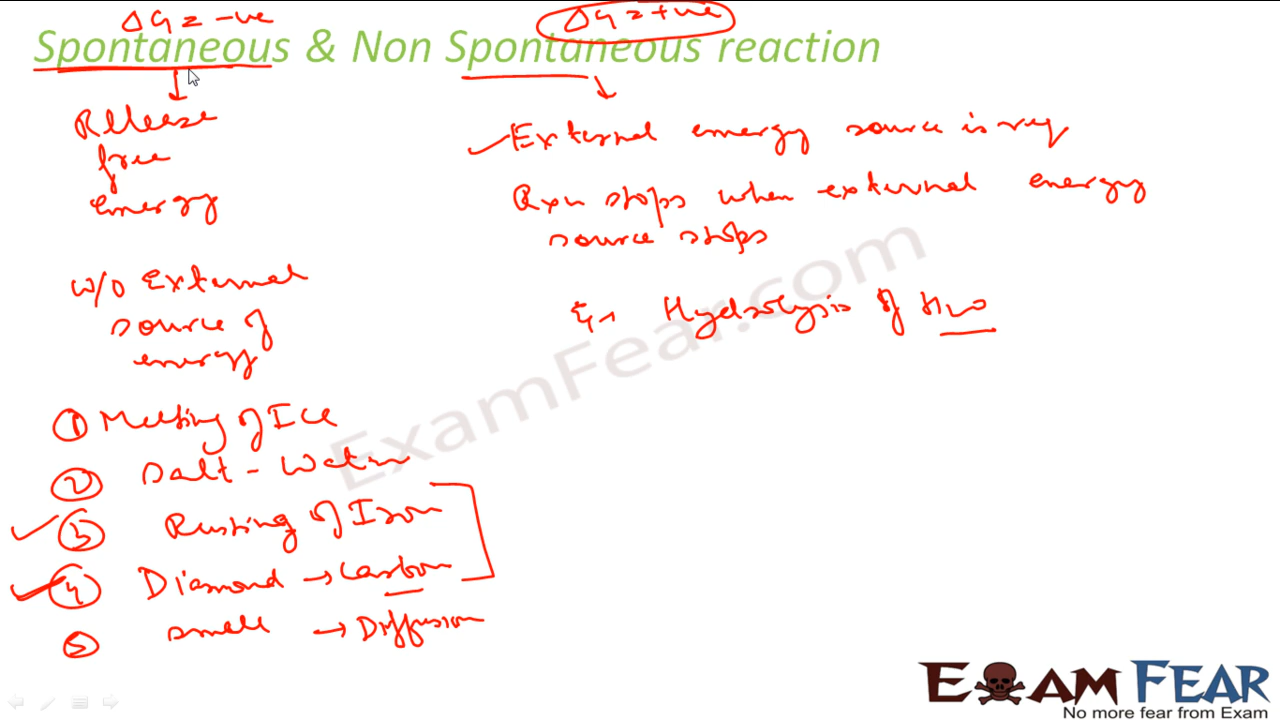 ΔG = -ve
ΔG = +ve
Spontaneous & Non Spontaneous reaction
Release
free
energy
External energy source is req
Rxn stops when external energy
source stops
W/O External
source of
energy
Eg Hydrolysis of H2O
① Melting of Ice
② Salt - Water
③ Rusting of Iron
④ Diamond → Carbon
⑤ Smell → Diffusion
ExamFear.com
EXAM FEAR
No more fear from Exam